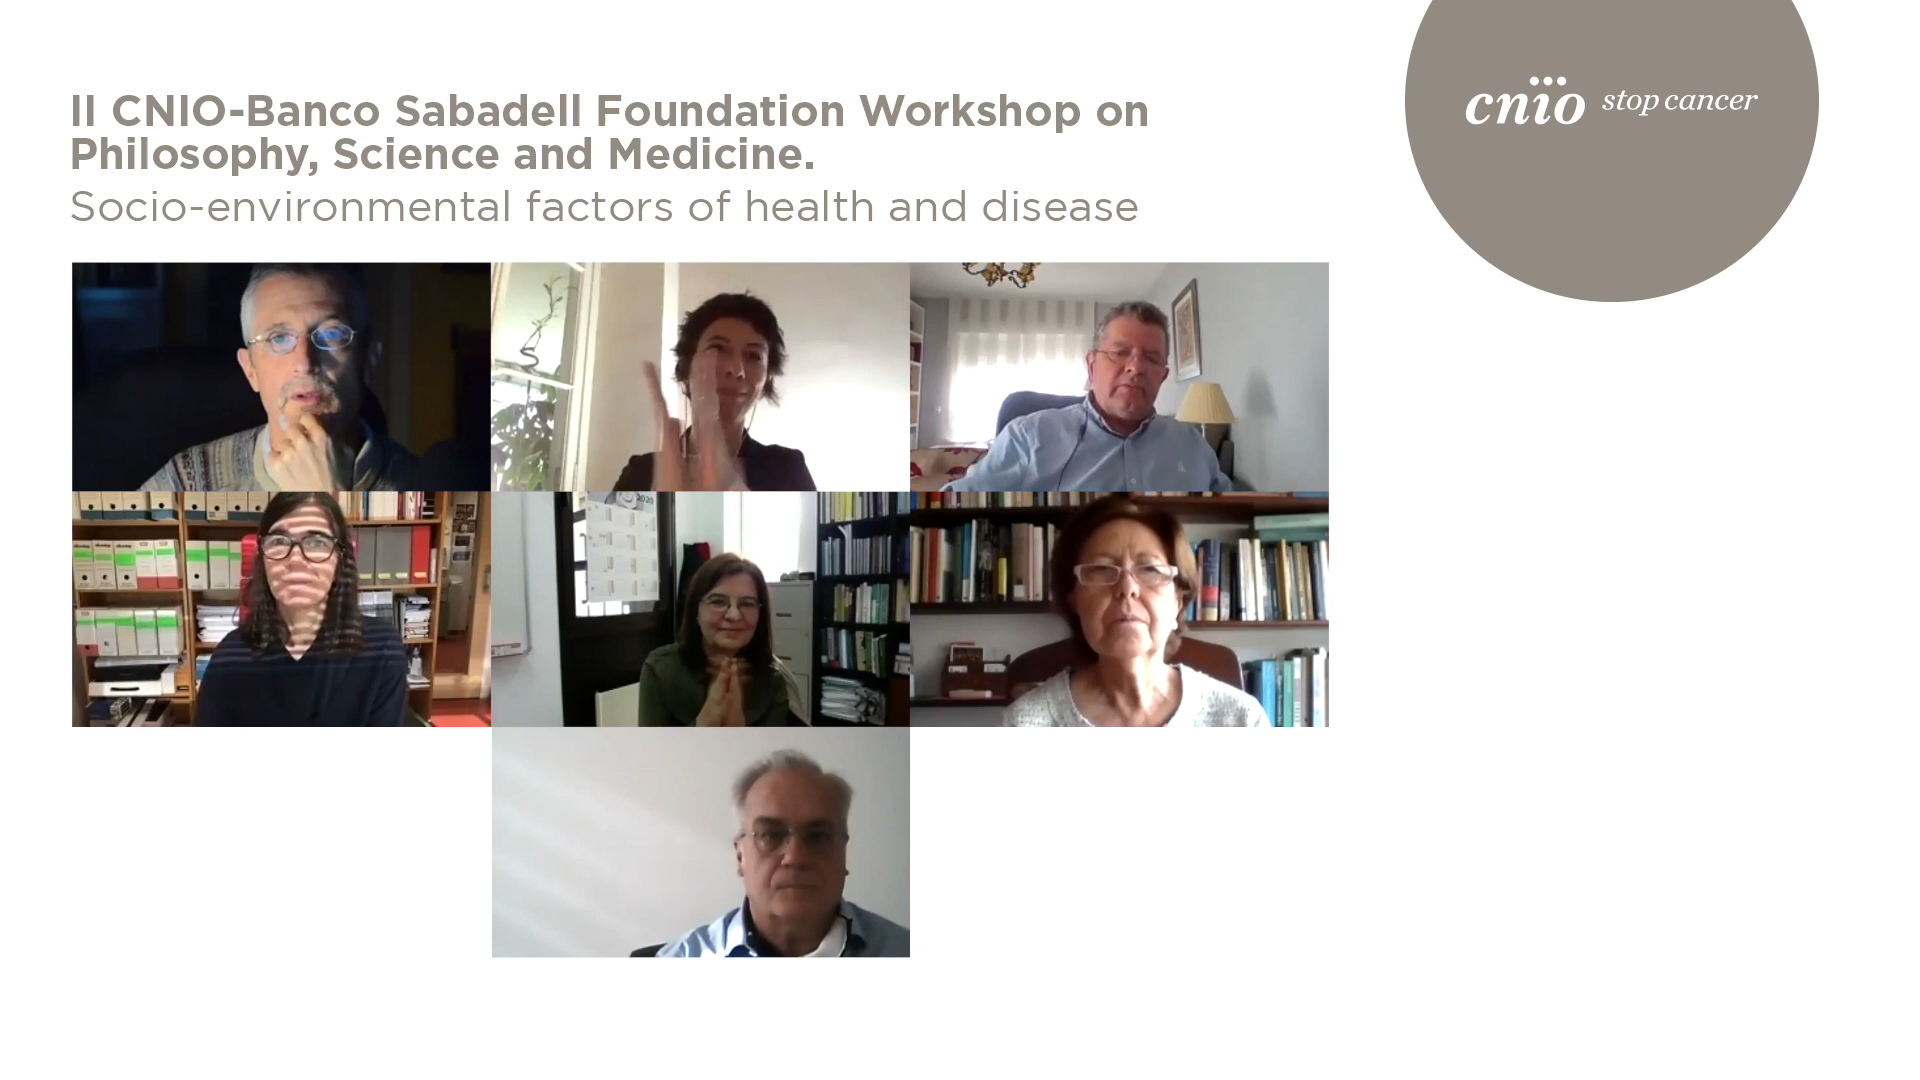 II CNIO-Banco Sabadell Foundation Workshop on
Philosophy, Science and Medicine.
Socio-environmental factors of health and disease
cnio stop cancer
2020